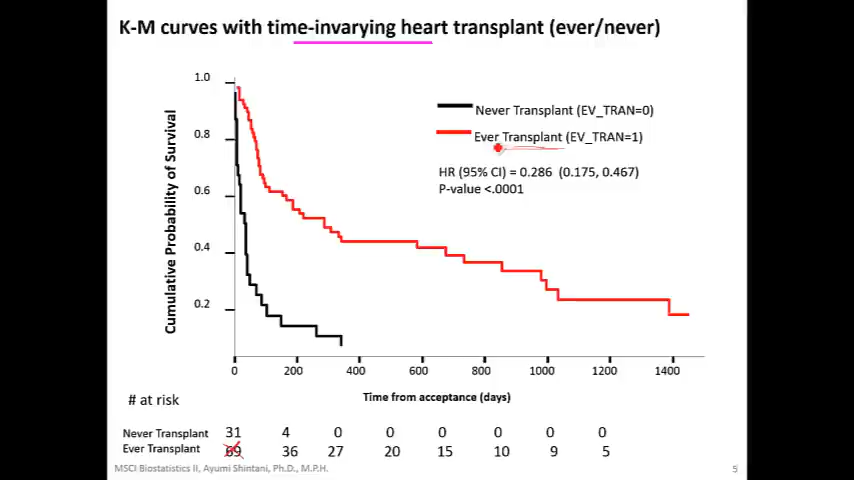 K-M curves with time-invarying heart transplant (ever/never)
1.0
0.8
0.6
0.4
0.2
Cumulative Probability of Survival
Never Transplant (EV_TRAN=0)
Ever Transplant (EV_TRAN=1)
HR (95% CI) = 0.286 (0.175, 0.467)
P-value <.0001
0 200 400 600 800 1000 1200 1400
Time from acceptance (days)
# at risk
Never Transplant 31 4 0 0 0 0 0 0
Ever Transplant 69 36 27 20 15 10 9 5
MSCI Biostatistics II, Ayumi Shintani, Ph.D., M.P.H. 5